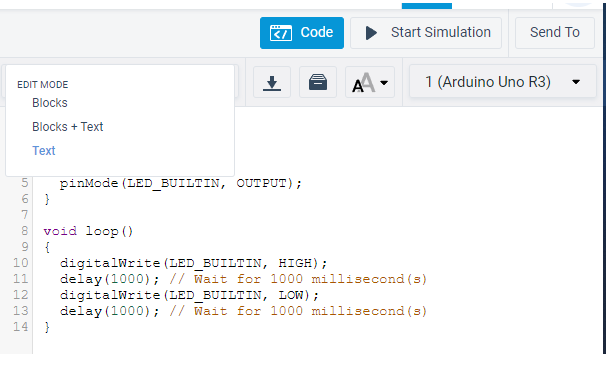 Code
Start Simulation
Send To
EDIT MODE
Blocks
Blocks + Text
Text
AA
1 (Arduino Uno R3)
5 pinMode(LED_BUILTIN, OUTPUT);
6 }
7
8 void loop()
9 {
10 digitalWrite(LED_BUILTIN, HIGH);
11 delay(1000); // Wait for 1000 millisecond(s)
12 digitalWrite(LED_BUILTIN, LOW);
13 delay(1000); // Wait for 1000 millisecond(s)
14 }